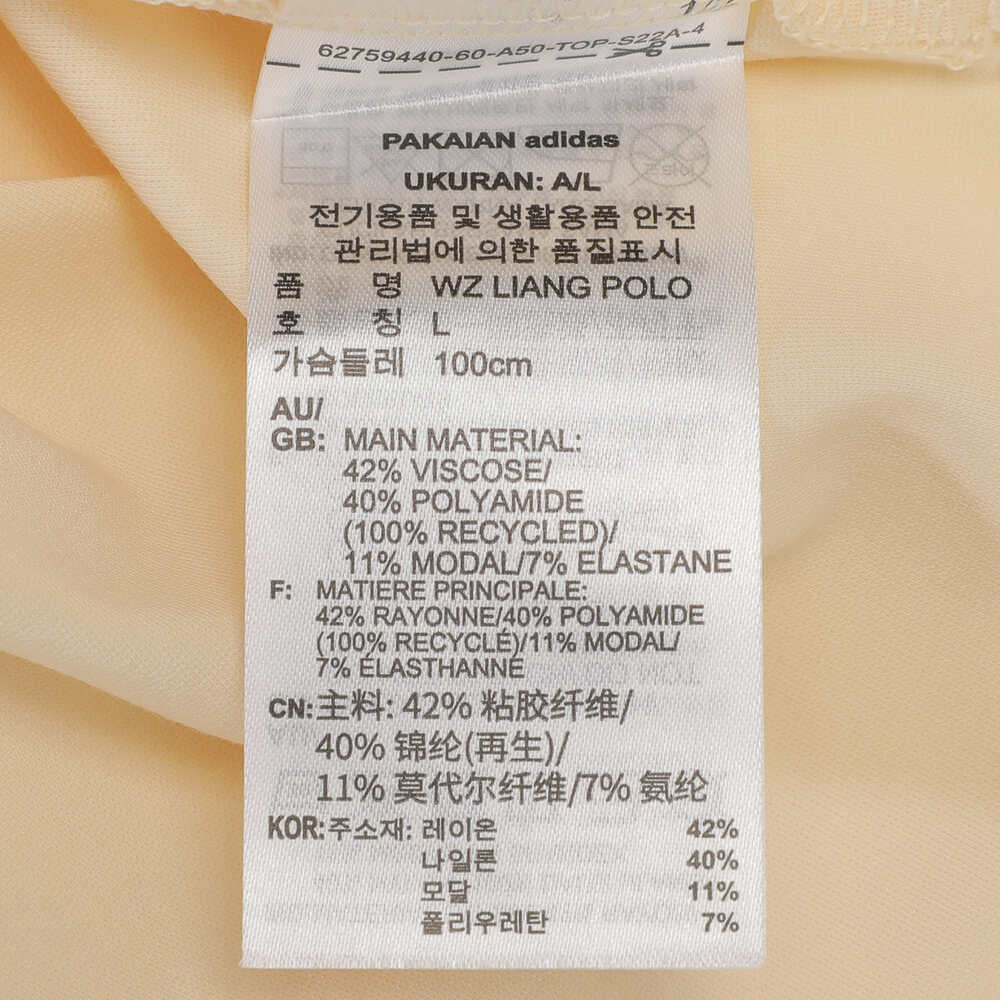 62759440-60-A50-TOP-S22A-4
PAKAIAN adidas
UKURAN: A/L
전기용품 및 생활용품 안전
관리법에 의한 품질표시
품 명 WZ LIANG POLO
호 칭 L
가슴둘레 100cm
AU/
GB: MAIN MATERIAL:
42% VISCOSE/
40% POLYAMIDE
(100% RECYCLED)/
11% MODAL/7% ELASTANE
F: MATIERE PRINCIPALE:
42% RAYONNE/40% POLYAMIDE
(100% RECYCLÉ)/11% MODAL/
7% ÉLASTHANNE
CN: 主料: 42% 粘胶纤维/
40% 锦纶(再生)/
11% 莫代尔纤维/7% 氨纶
KOR: 주소재: 레이온 42%
나일론 40%
모달 11%
폴리우레탄 7%